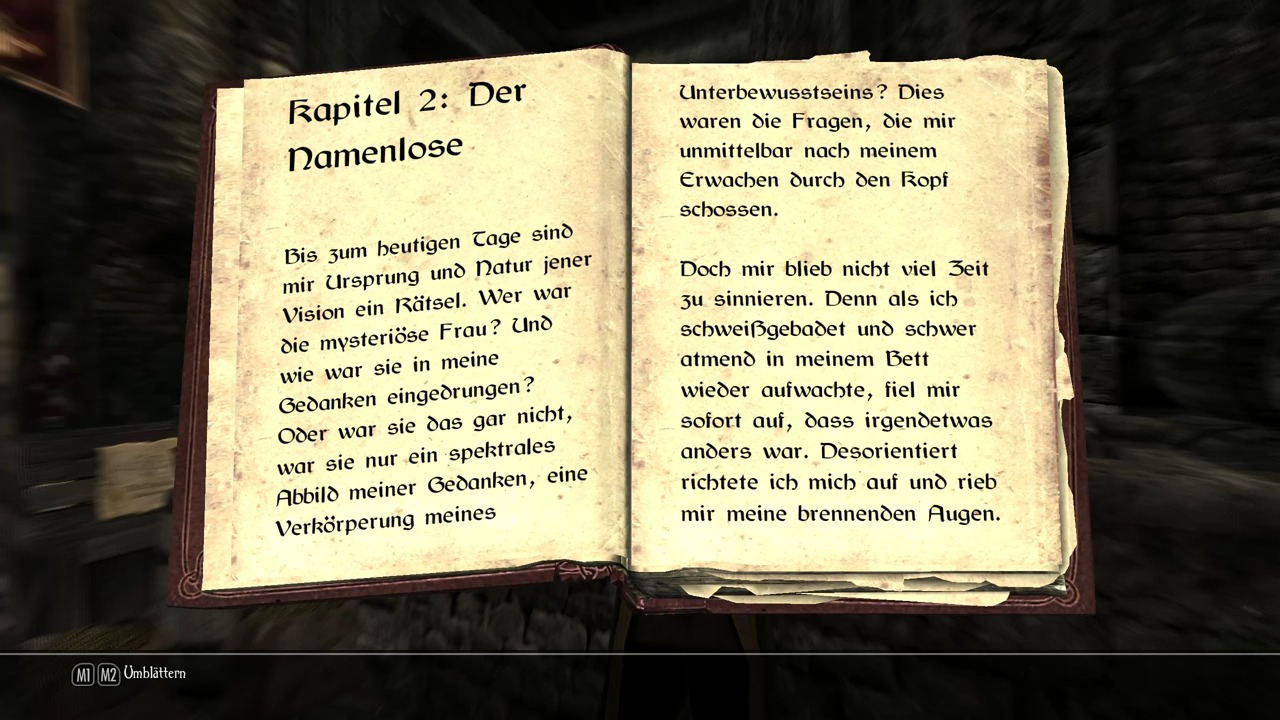 Kapitel 2: Der
Namenlose
Bis zum heutigen Tage sind
mir Ursprung und Natur jener
Vision ein Rätsel. Wer war
die mysteriöse Frau? Und
wie war sie in meine
Gedanken eingedrungen?
Oder war sie das gar nicht,
war sie nur ein spektrales
Abbild meiner Gedanken, eine
Verkörperung meines
Unterbewusstseins? Dies
waren die Fragen, die mir
unmittelbar nach meinem
Erwachen durch den Kopf
schossen.
Doch mir blieb nicht viel Zeit
zu sinnieren. Denn als ich
schweißgebadet und schwer
atmend in meinem Bett
wieder aufwachte, fiel mir
sofort auf, dass irgendetwas
anders war. Desorientiert
richtete ich mich auf und rieb
mir meine brennenden Augen.
M1 M2 Umblättern